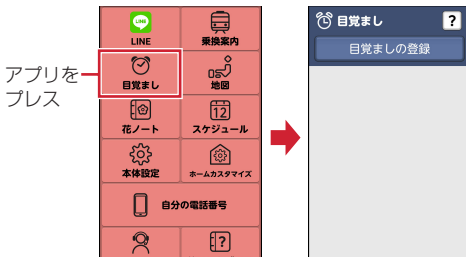 アプリを
プレス
LINE
LINE
乗換案内
目覚まし
地図
花ノート
12
スケジュール
本体設定
ホームカスタマイズ
自分の電話番号
?
目覚まし
?
目覚ましの登録